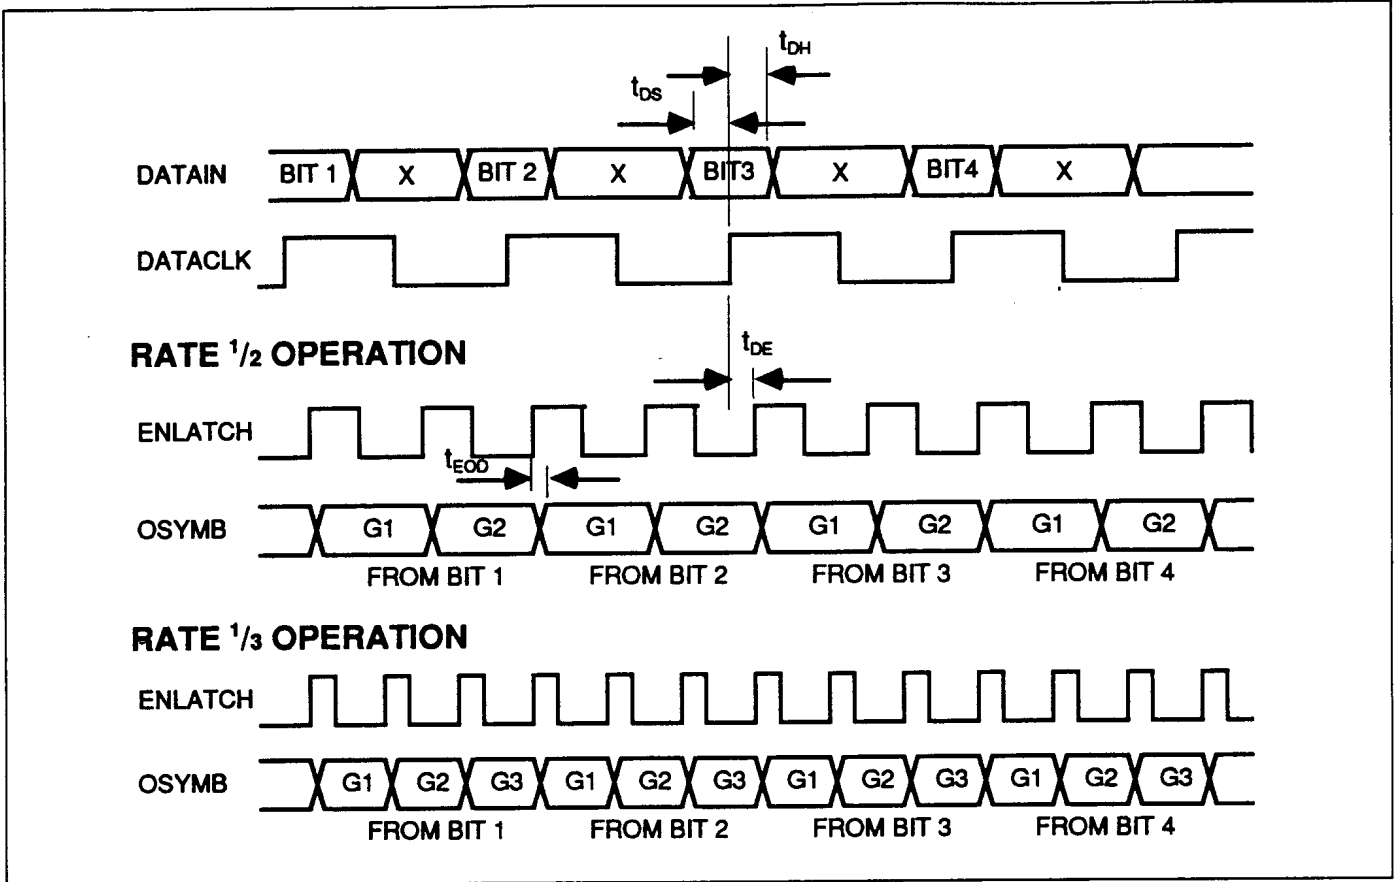 tDH
tDS
DATAIN BIT 1 X BIT 2 X BIT3 X BIT4 X
DATACLK
RATE 1/2 OPERATION
tDE
ENLATCH
tEOD
OSYMB G1 G2 G1 G2 G1 G2 G1 G2
FROM BIT 1 FROM BIT 2 FROM BIT 3 FROM BIT 4
RATE 1/3 OPERATION
ENLATCH
OSYMB G1 G2 G3 G1 G2 G3 G1 G2 G3 G1 G2 G3
FROM BIT 1 FROM BIT 2 FROM BIT 3 FROM BIT 4